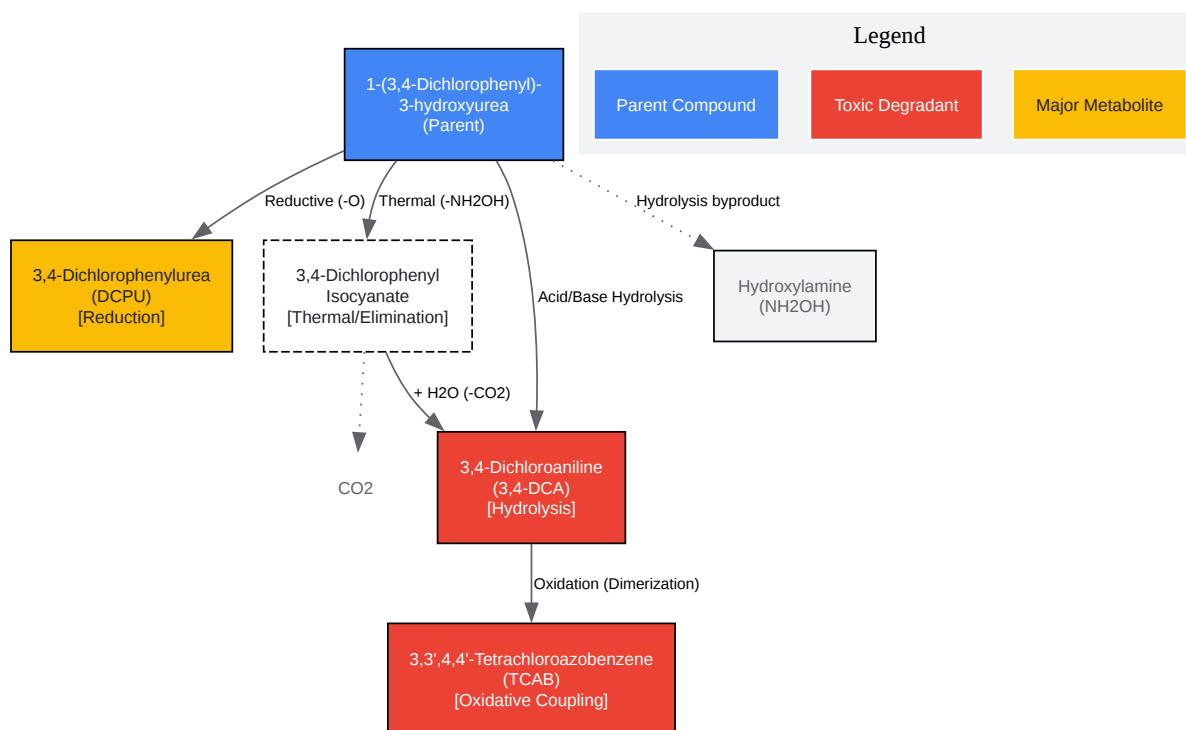 Legend
Parent Compound
Toxic Degradant
Major Metabolite
1-(3,4-Dichlorophenyl)-
3-hydroxyurea
(Parent)
Reductive (-O)
Thermal (-NH2OH)
Hydrolysis byproduct
3,4-Dichlorophenylurea
(DCPU)
[Reduction]
3,4-Dichlorophenyl
Isocyanate
[Thermal/Elimination]
Acid/Base Hydrolysis
Hydroxylamine
(NH2OH)
+ H2O (-CO2)
CO2
3,4-Dichloroaniline
(3,4-DCA)
[Hydrolysis]
Oxidation (Dimerization)
3,3',4,4'-Tetrachloroazobenzene
(TCAB)
[Oxidative Coupling]